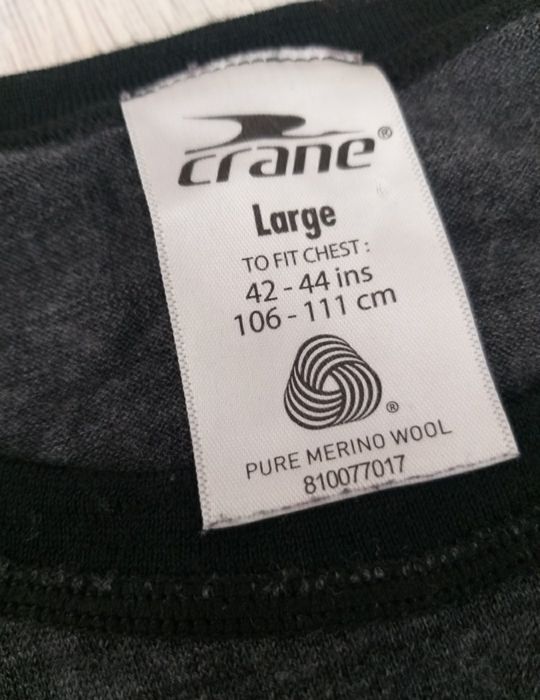 crane®
Large
TO FIT CHEST :
42 - 44 ins
106 - 111 cm
®
PURE MERINO WOOL
810077017